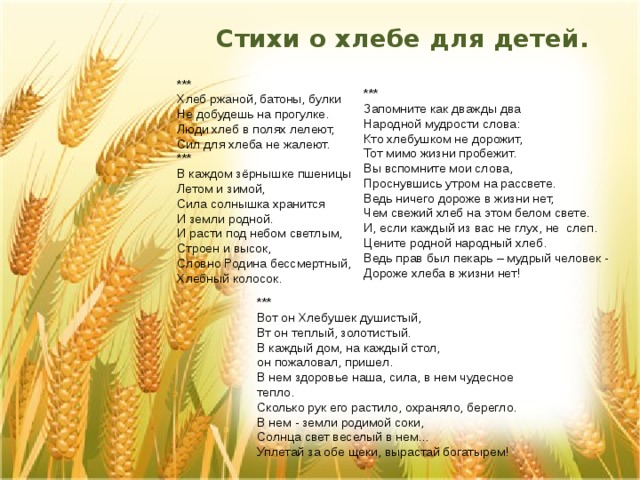 Стихи о хлебе для детей.
***
Хлеб ржаной, батоны, булки
Не добудешь на прогулке.
Люди хлеб в полях лелеют,
Сил для хлеба не жалеют.
***
В каждом зёрнышке пшеницы
Летом и зимой,
Сила солнышка хранится
И земли родной.
И расти под небом светлым,
Строен и высок,
Словно Родина бессмертный,
Хлебный колосок.
***
Запомните как дважды два
Народной мудрости слова:
Кто хлебушком не дорожит,
Тот мимо жизни пробежит.
Вы вспомните мои слова,
Проснувшись утром на рассвете.
Ведь ничего дороже в жизни нет,
Чем свежий хлеб на этом белом свете.
И, если каждый из вас не глух, не слеп.
Цените родной народный хлеб.
Ведь прав был пекарь – мудрый человек -
Дороже хлеба в жизни нет!
***
Вот он Хлебушек душистый,
Вт он теплый, золотистый.
В каждый дом, на каждый стол,
он пожаловал, пришел.
В нем здоровье наша, сила, в нем чудесное
тепло.
Сколько рук его растило, охраняло, берегло.
В нем - земли родимой соки,
Солнца свет веселый в нем...
Уплетай за обе щеки, вырастай богатырем!